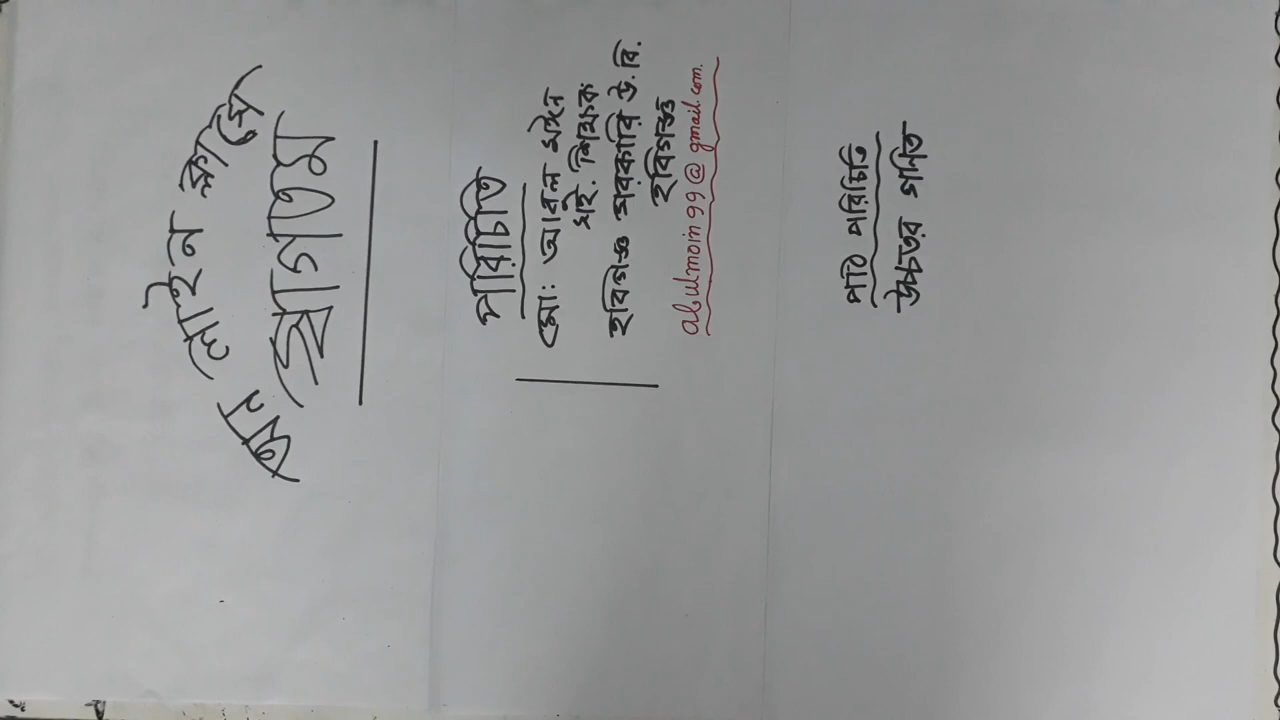 অন লাইন ক্লাসে
স্বাগতম
পরিচিতি
মো: আবুল মঈন
সহ. শিক্ষক
হবিগঞ্জ সরকারি উ. বি.
হবিগঞ্জ
abulmoin99@gmail.com.
পাঠ পরিচিতি
উচ্চতর গণিত